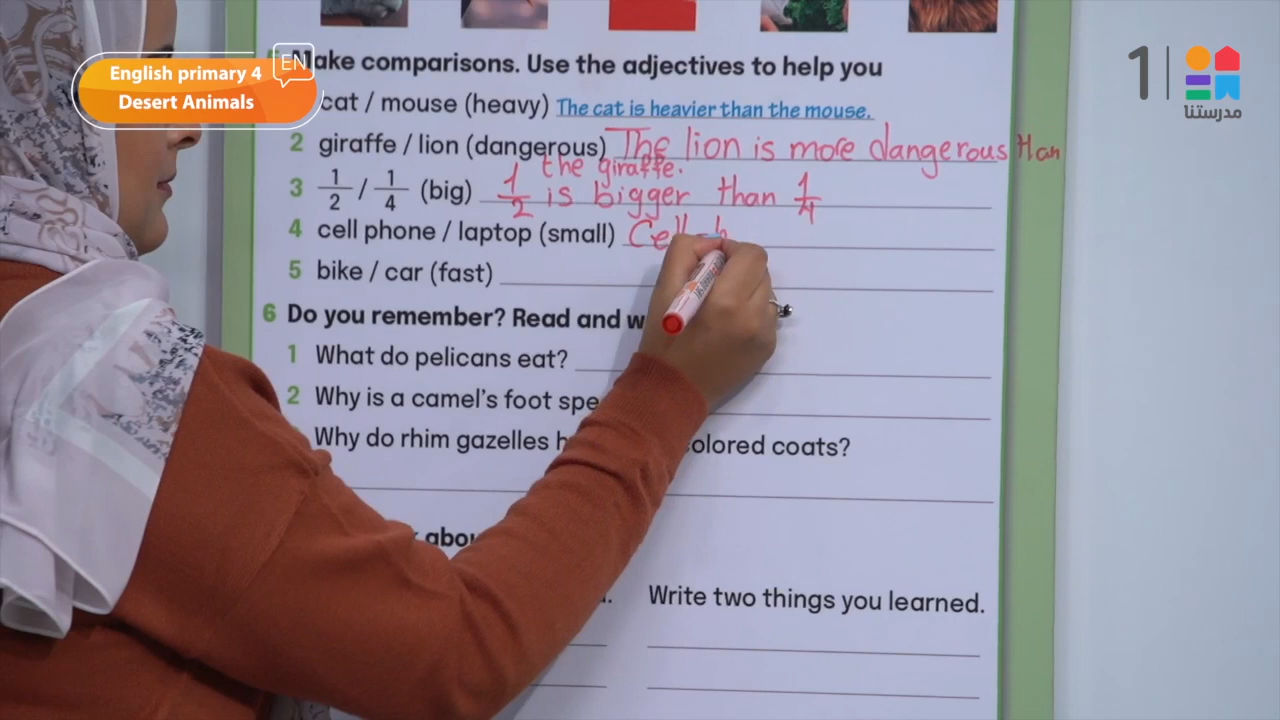 English primary 4
Desert Animals
EN
1
مدرستنا
Make comparisons. Use the adjectives to help you
cat / mouse (heavy) The cat is heavier than the mouse.
2 giraffe / lion (dangerous) The lion is more dangerous than
the giraffe.
3 1/2 / 1/4 (big) 1/2 is bigger than 1/4
4 cell phone / laptop (small) Cell
5 bike / car (fast)
6 Do you remember? Read and
1 What do pelicans eat?
2 Why is a camel's foot
Why do rhim gazelles colored coats?
Write two things you learned.